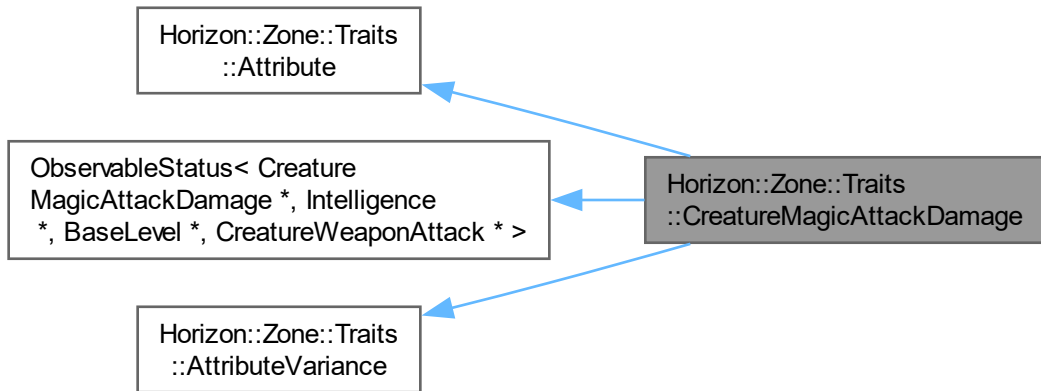 Horizon::Zone::Traits
::Attribute
ObservableStatus< Creature
MagicAttackDamage *, Intelligence
*, BaseLevel *, CreatureWeaponAttack * >
Horizon::Zone::Traits
::CreatureMagicAttackDamage
Horizon::Zone::Traits
::AttributeVariance